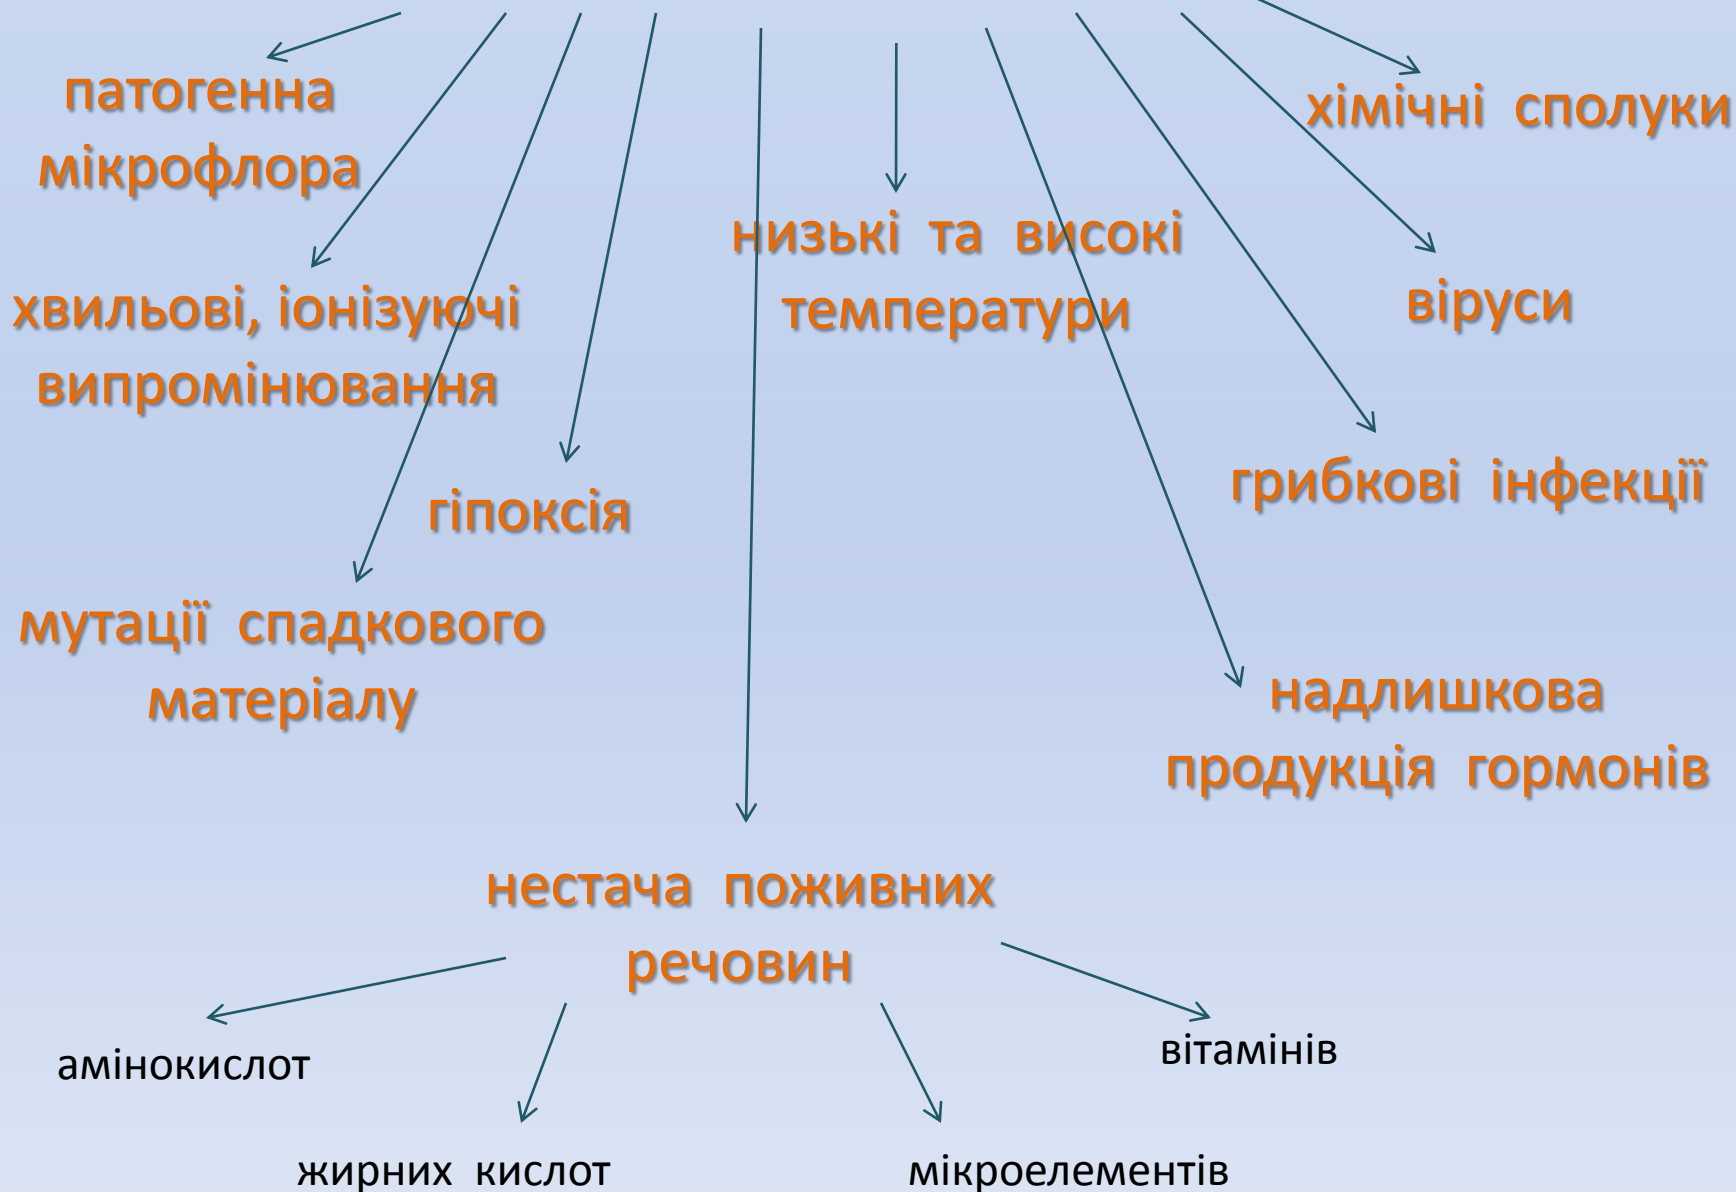 патогенна
мікрофлора
хімічні сполуки
низькі та високі
температури
хвильові, іонізуючі
випромінювання
віруси
гіпоксія
грибкові інфекції
мутації спадкового
матеріалу
надлишкова
продукція гормонів
нестача поживних
речовин
амінокислот
вітамінів
жирних кислот
мікроелементів